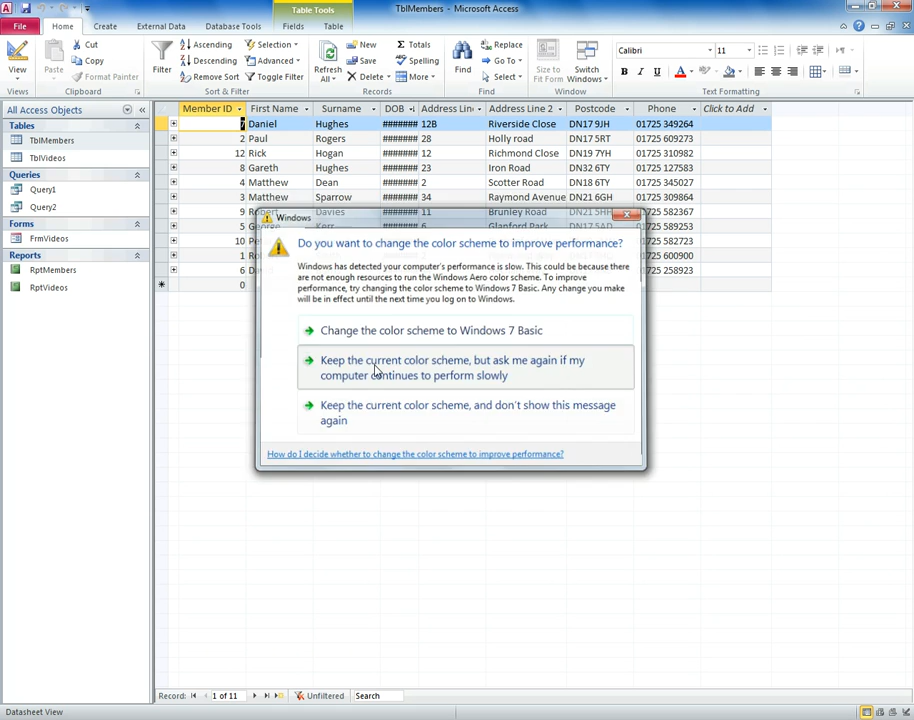 Table Tools
TblMembers - Microsoft Access
File Home Create External Data Database Tools Fields Table
View
Views
Paste
Cut
Copy
Format Painter
Clipboard
Filter
Ascending
Descending
Remove Sort
Selection
Advanced
Toggle Filter
Sort & Filter
Refresh All
New
Save
Delete
Totals
Spelling
More
Records
Find
Replace
Go To
Select
Find
Size to Fit Form
Switch Windows
Window
Calibri 11
B I U
Text Formatting
All Access Objects
Tables
TblMembers
TblVideos
Queries
Query1
Query2
Forms
FrmVideos
Reports
RptMembers
RptVideos
Member ID First Name Surname DOB Address Line Address Line 2 Postcode Phone Click to Add
7 Daniel Hughes ####### 12B Riverside Close DN17 9JH 01725 349264
2 Paul Rogers ####### 28 Holly road DN17 5RT 01725 609273
12 Rick Hogan ####### 12 Richmond Close DN19 7YH 01725 310982
8 Gareth Hughes ####### 23 Iron Road DN32 6TY 01725 127583
4 Matthew Dean ####### 2 Scotter Road DN18 6TY 01725 345027
3 Matthew Sparrow ####### 34 Raymond Avenue DN21 6GH 01725 709864
9 Davies 11 Brunley Road 01725 582367
5 01725 589253
10 01725 582723
1 01725 600900
6 01725 258923
0
Windows
Do you want to change the color scheme to improve performance?
Windows has detected your computer's performance is slow. This could be because there
are not enough resources to run the Windows Aero color scheme. To improve
performance, try changing the color scheme to Windows 7 Basic. Any change you make
will be in effect until the next time you log on to Windows.
Change the color scheme to Windows 7 Basic
Keep the current color scheme, but ask me again if my
computer continues to perform slowly
Keep the current color scheme, and don't show this message
again
How do I decide whether to change the color scheme to improve performance?
Record: 1 of 11 Unfiltered Search
Datasheet View